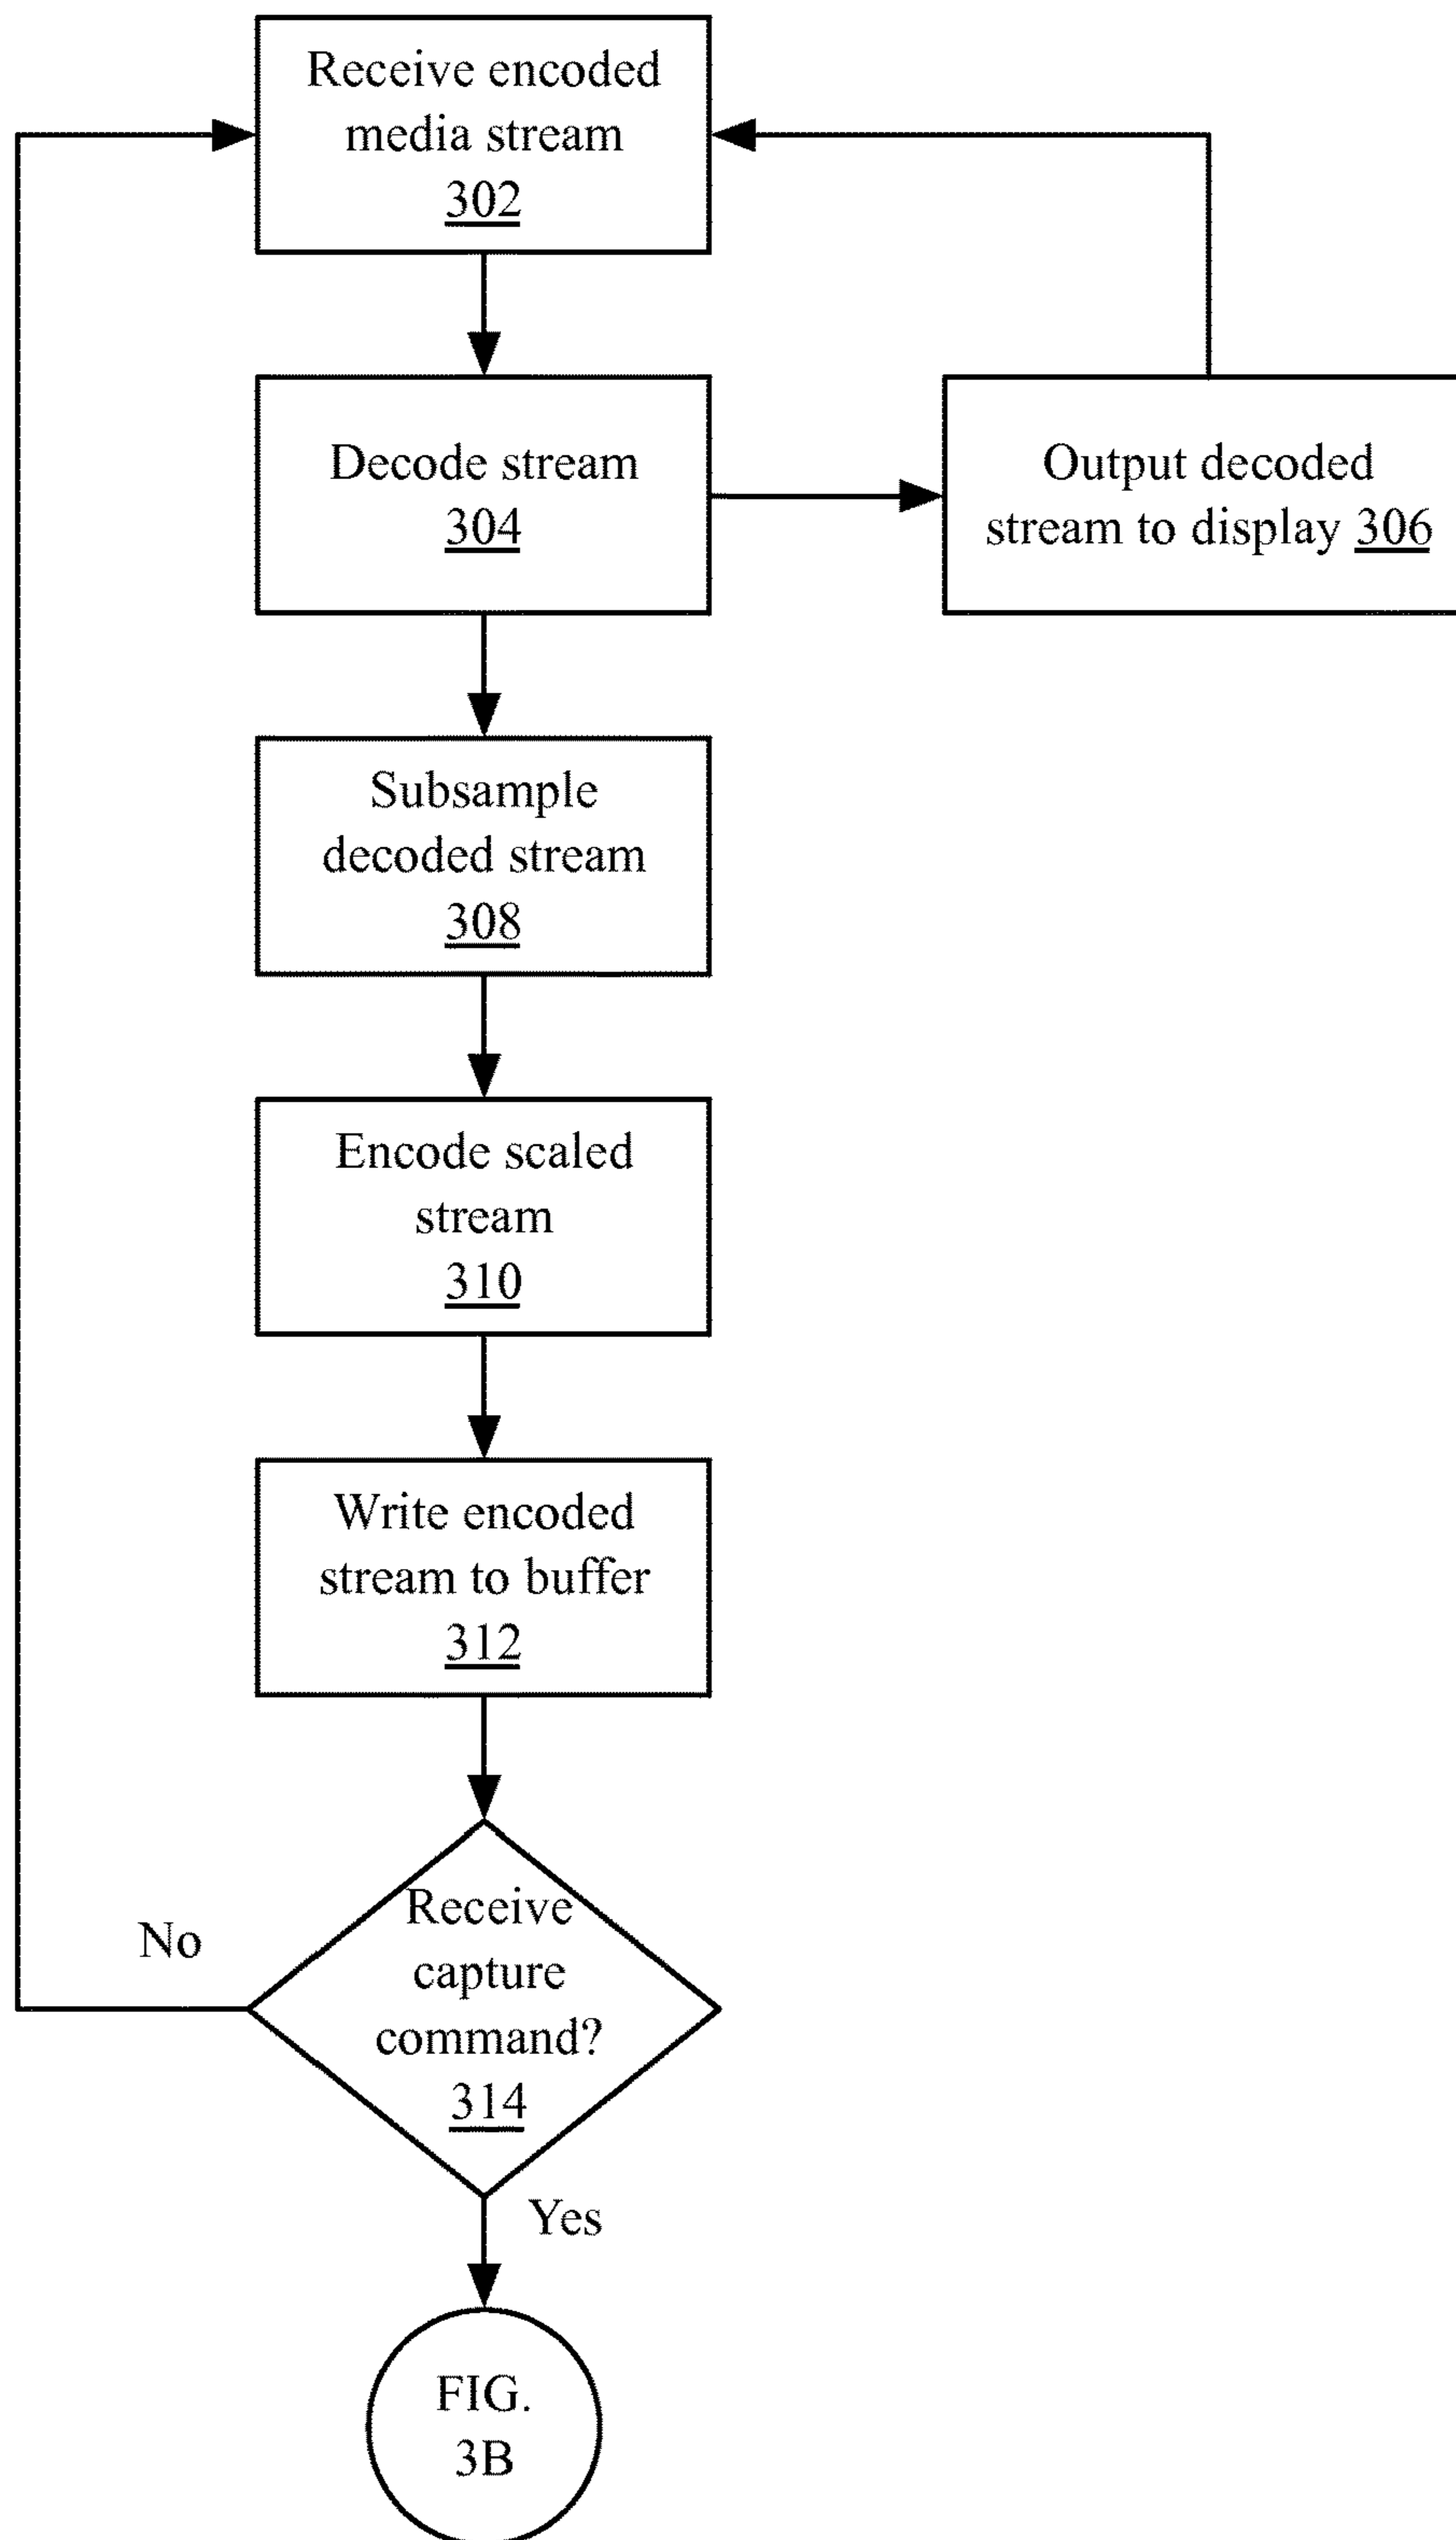 Receive encoded
media stream
302
Decode stream
304
Output decoded
stream to display 306
Subsample
decoded stream
308
Encode scaled
stream
310
Write encoded
stream to buffer
312
Receive
capture
command?
314
No
Yes
FIG.
3B